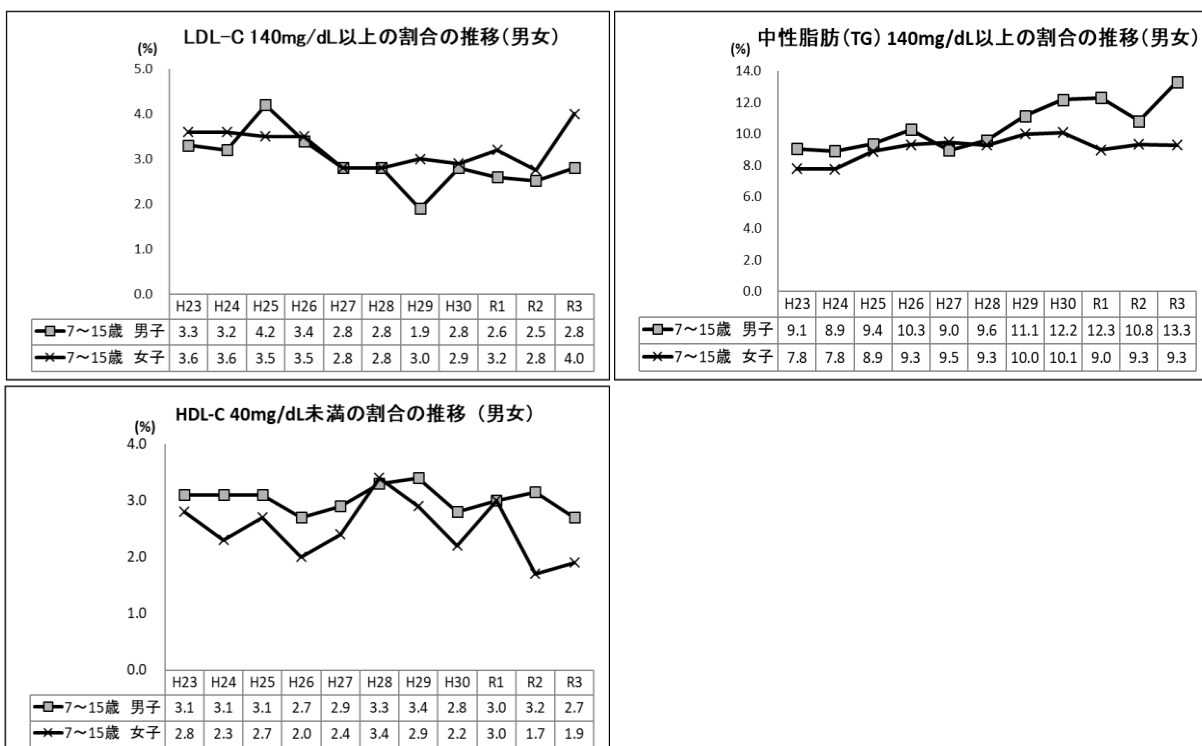 LDL-C 140mg/dL以上の割合の推移(男女)
(%)
5.0
4.0
3.0
2.0
1.0
0.0
H23 H24 H25 H26 H27 H28 H29 H30 R1 R2 R3
7～15歳 男子 3.3 3.2 4.2 3.4 2.8 2.8 1.9 2.8 2.6 2.5 2.8
7～15歳 女子 3.6 3.6 3.5 3.5 2.8 2.8 3.0 2.9 3.2 2.8 4.0
中性脂肪(TG) 140mg/dL以上の割合の推移(男女)
(%)
14.0
12.0
10.0
8.0
6.0
4.0
2.0
0.0
H23 H24 H25 H26 H27 H28 H29 H30 R1 R2 R3
7～15歳 男子 9.1 8.9 9.4 10.3 9.0 9.6 11.1 12.2 12.3 10.8 13.3
7～15歳 女子 7.8 7.8 8.9 9.3 9.5 9.3 10.0 10.1 9.0 9.3 9.3
HDL-C 40mg/dL未満の割合の推移 (男女)
(%)
4.0
3.0
2.0
1.0
0.0
H23 H24 H25 H26 H27 H28 H29 H30 R1 R2 R3
7～15歳 男子 3.1 3.1 3.1 2.7 2.9 3.3 3.4 2.8 3.0 3.2 2.7
7～15歳 女子 2.8 2.3 2.7 2.0 2.4 3.4 2.9 2.2 3.0 1.7 1.9